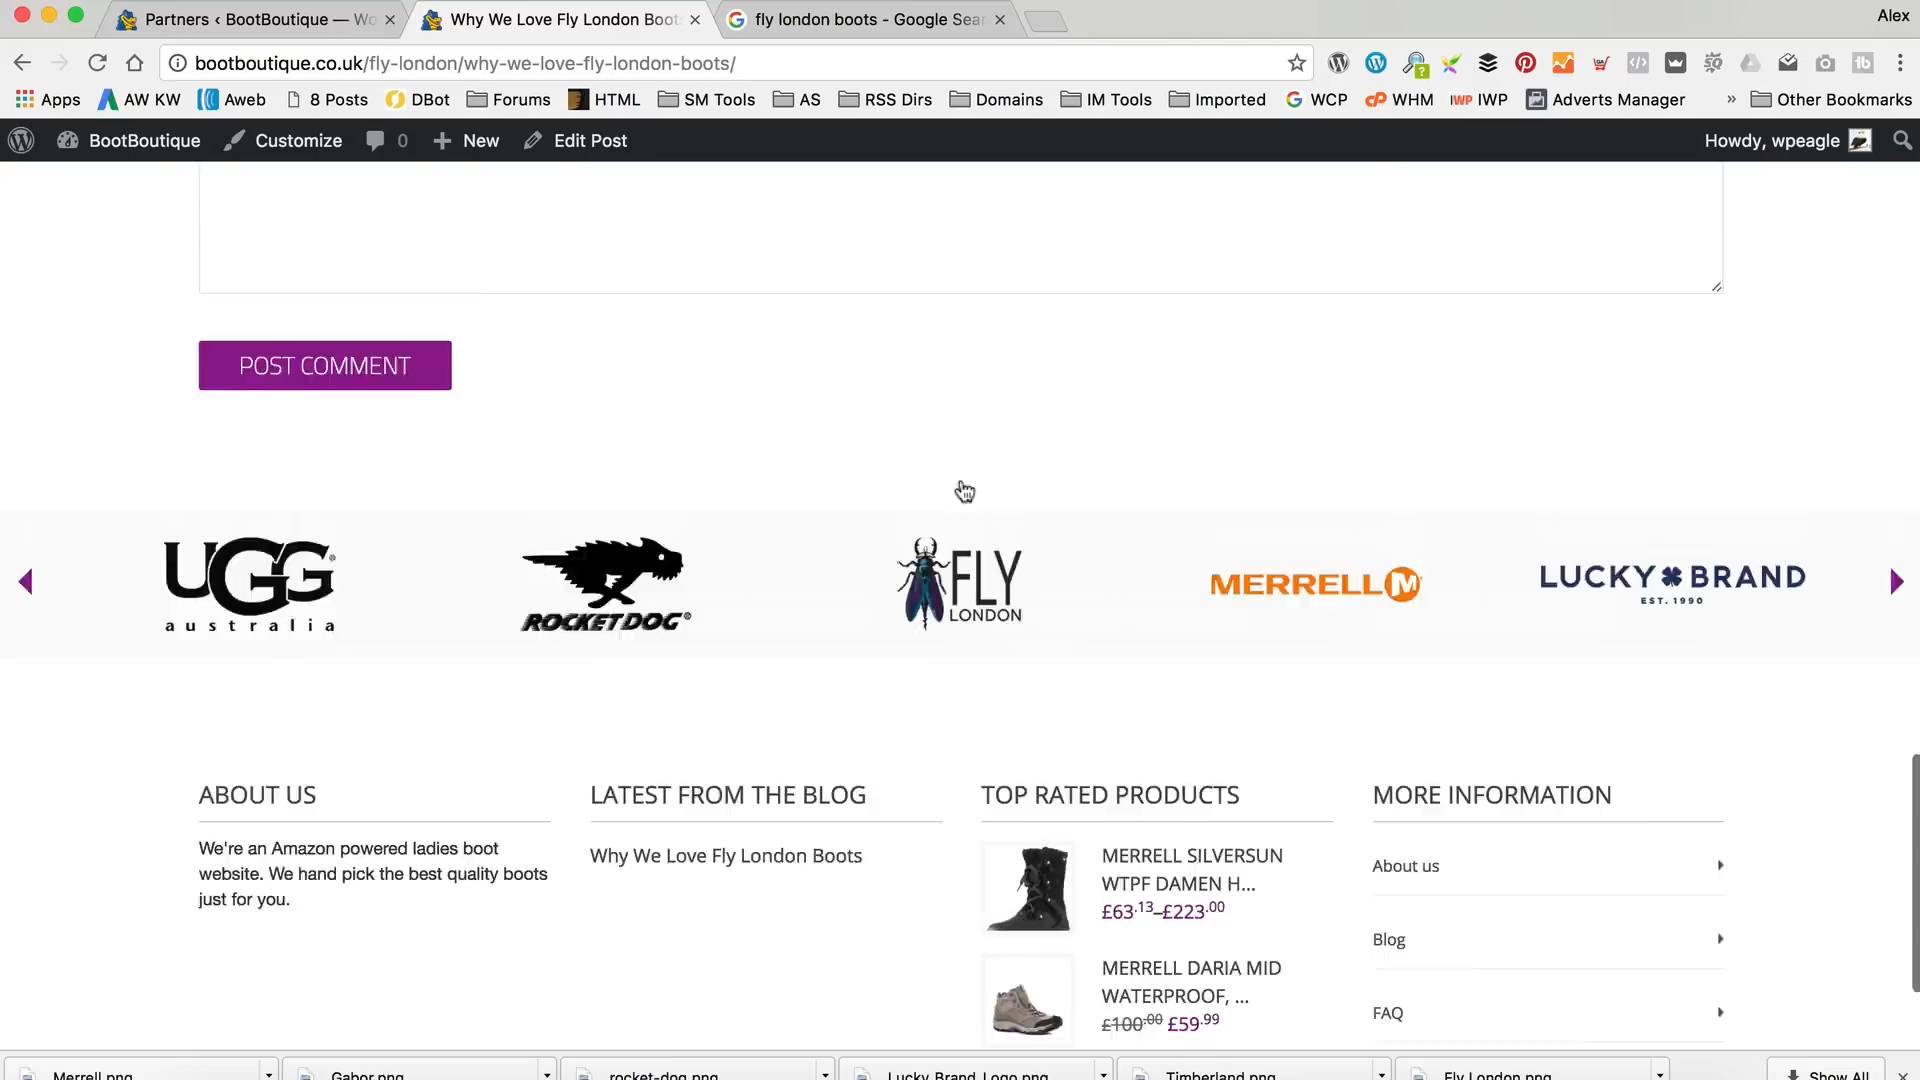 Partners ‹ BootBoutique — Wo
Why We Love Fly London Boot
fly london boots - Google Sear
Alex
bootboutique.co.uk/fly-london/why-we-love-fly-london-boots/
Apps
AW KW
Aweb
8 Posts
DBot
Forums
HTML
SM Tools
AS
RSS Dirs
Domains
IM Tools
Imported
WCP
WHM
IWP IWP
Adverts Manager
» Other Bookmarks
BootBoutique
Customize
0
New
Edit Post
Howdy, wpeagle
POST COMMENT
UGG
australia
ROCKET DOG
FLY
LONDON
MERRELL
LUCKY BRAND
EST. 1990
ABOUT US
We're an Amazon powered ladies boot
website. We hand pick the best quality boots
just for you.
LATEST FROM THE BLOG
Why We Love Fly London Boots
TOP RATED PRODUCTS
MERRELL SILVERSUN
WTPF DAMEN H...
£63.13–£223.00
MERRELL DARIA MID
WATERPROOF, ...
£100.00 £59.99
MORE INFORMATION
About us
Blog
FAQ
Merrell.png
Gabor.png
rocket-dog.png
Lucky_Brand_Logo.png
Timberland.png
Fly London.png
Show All